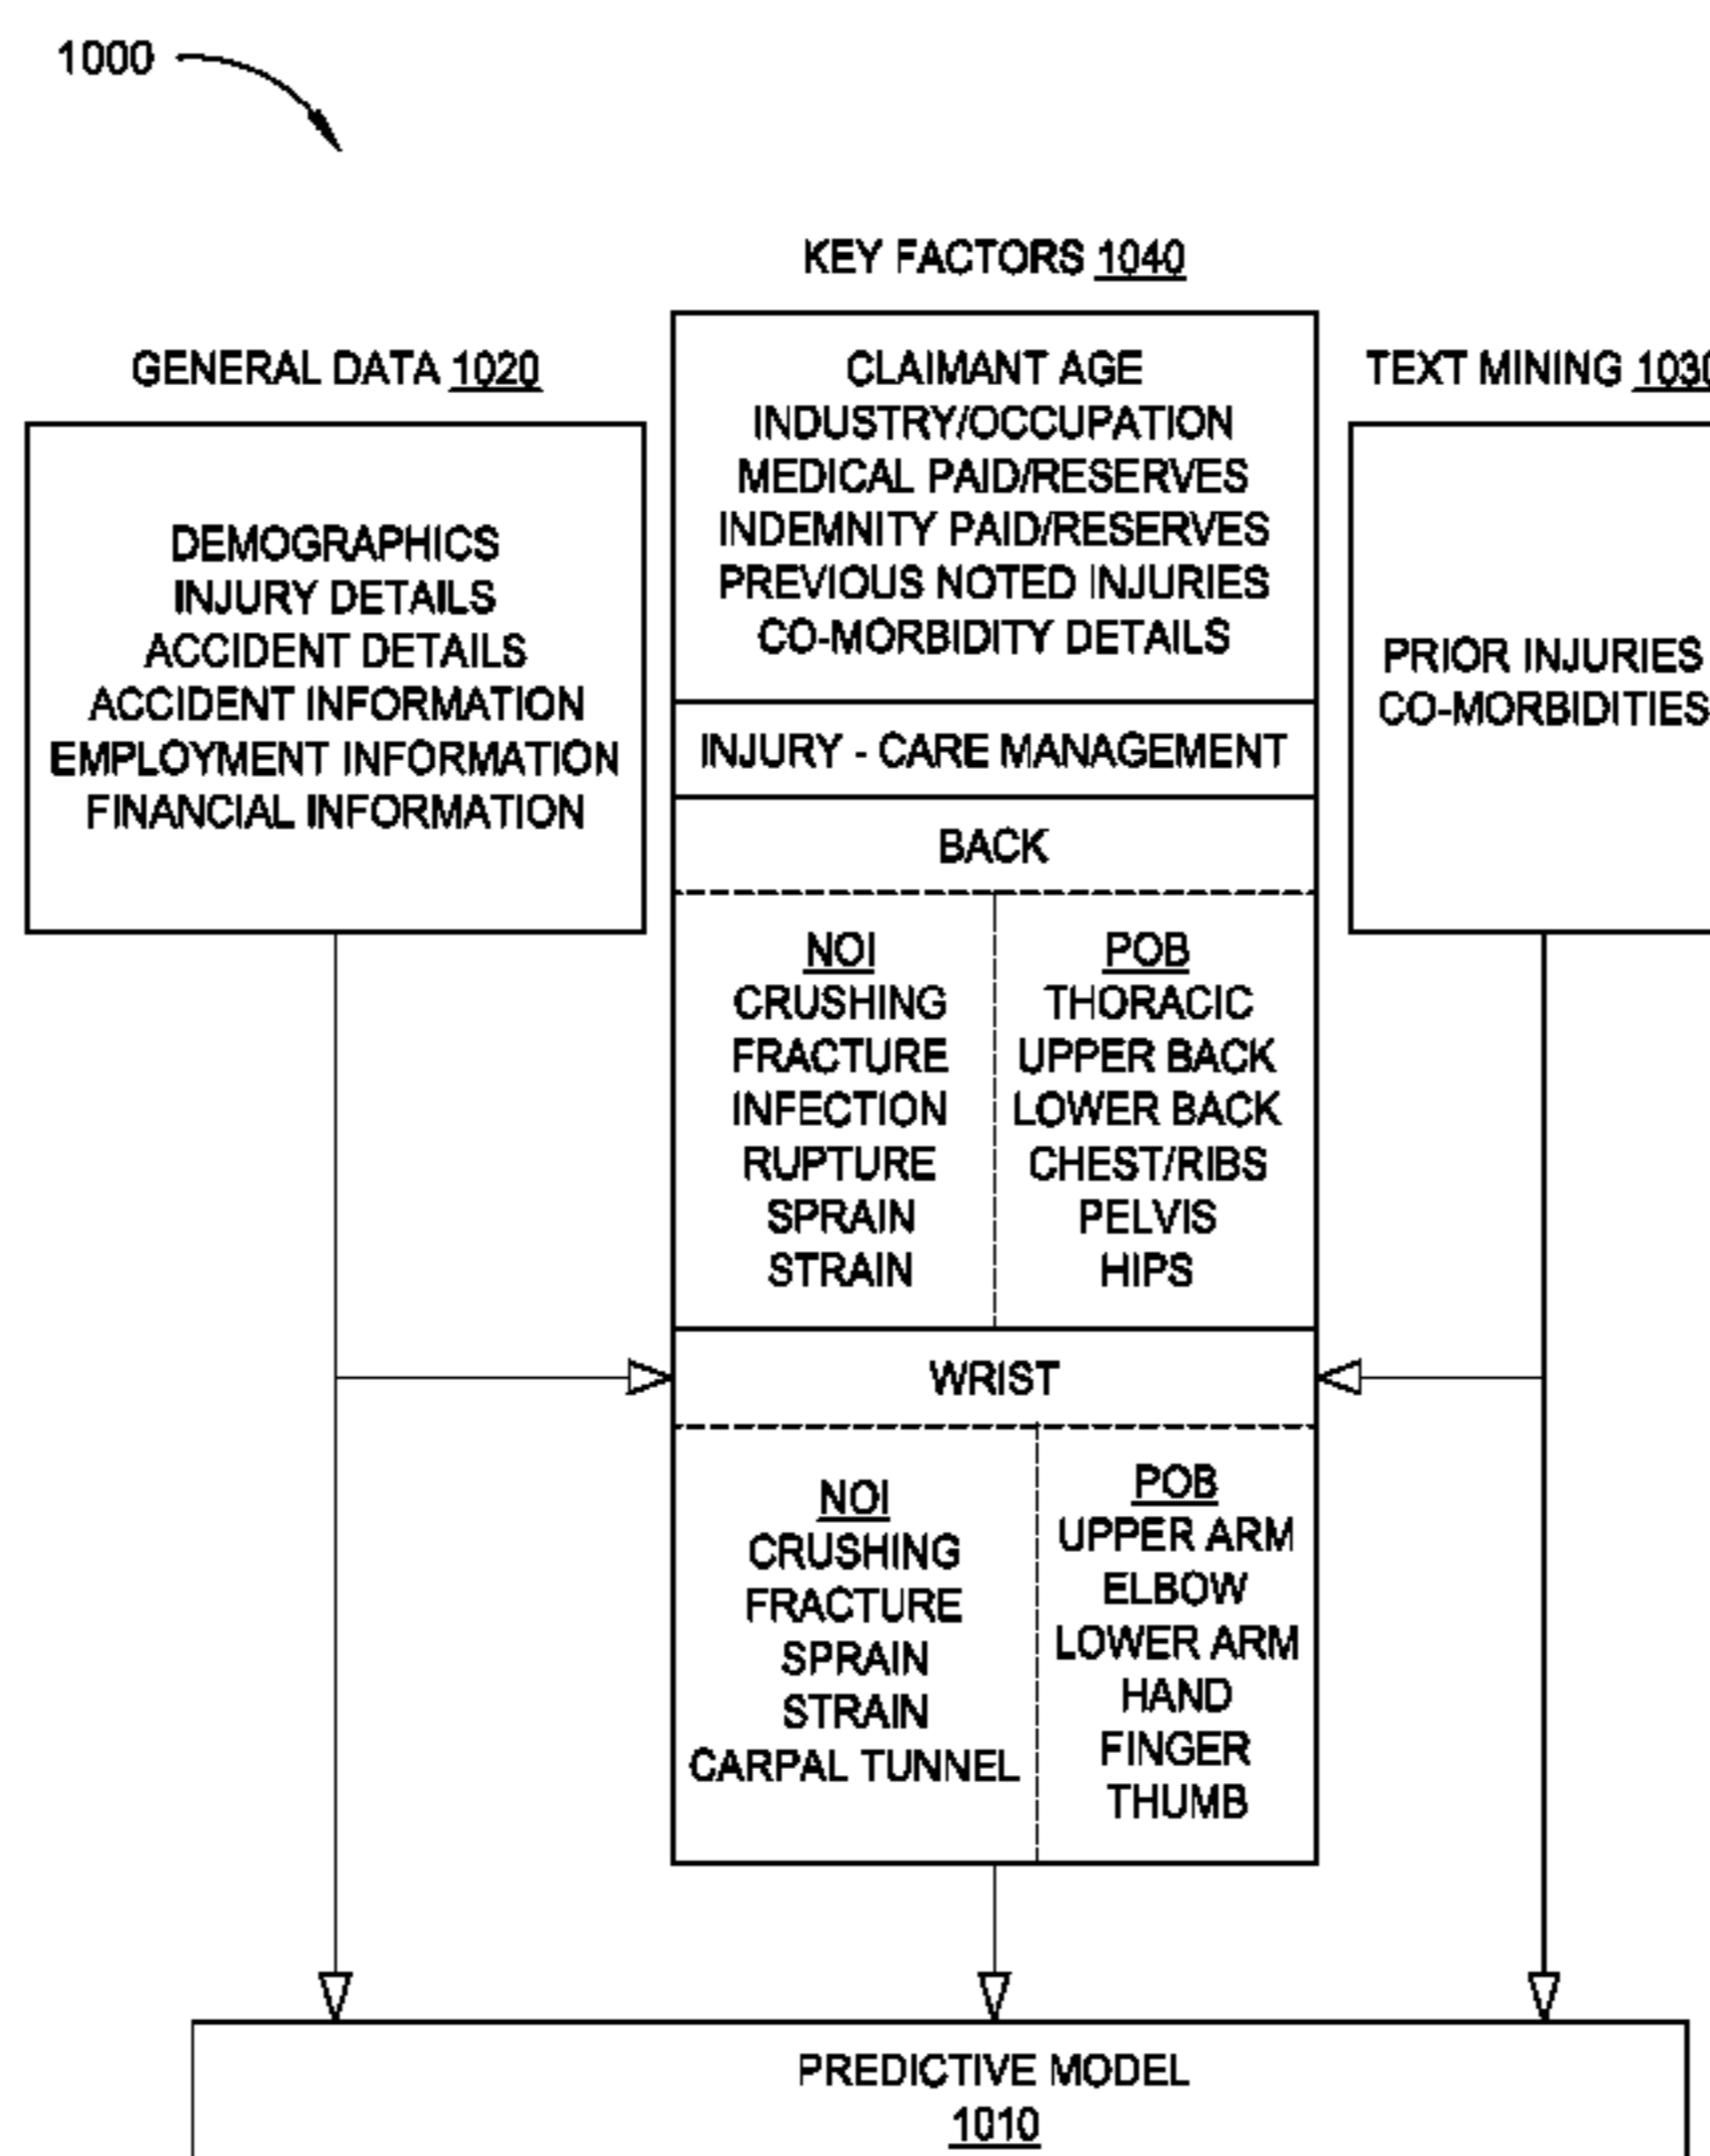 1000
KEY FACTORS 1040
GENERAL DATA 1020
TEXT MINING 1030
DEMOGRAPHICS
INJURY DETAILS
ACCIDENT DETAILS
ACCIDENT INFORMATION
EMPLOYMENT INFORMATION
FINANCIAL INFORMATION
CLAIMANT AGE
INDUSTRY/OCCUPATION
MEDICAL PAID/RESERVES
INDEMNITY PAID/RESERVES
PREVIOUS NOTED INJURIES
CO-MORBIDITY DETAILS
INJURY - CARE MANAGEMENT
BACK
NOI
CRUSHING
FRACTURE
INFECTION
RUPTURE
SPRAIN
STRAIN
POB
THORACIC
UPPER BACK
LOWER BACK
CHEST/RIBS
PELVIS
HIPS
WRIST
NOI
CRUSHING
FRACTURE
SPRAIN
STRAIN
CARPAL TUNNEL
POB
UPPER ARM
ELBOW
LOWER ARM
HAND
FINGER
THUMB
PRIOR INJURIES
CO-MORBIDITIES
PREDICTIVE MODEL
1010